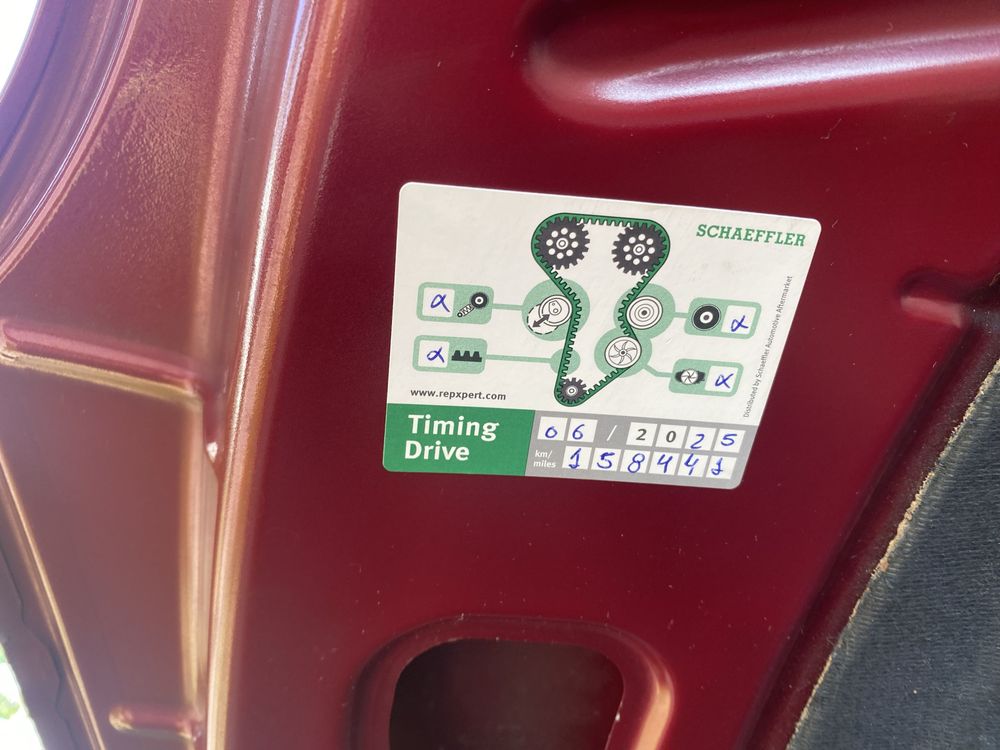 SCHAEFFLER
α
α
α
α
www.repxpert.com
Distributed by Schaeffler Automotive Aftermarket
Timing
Drive
06 / 2025
km/
miles
158441